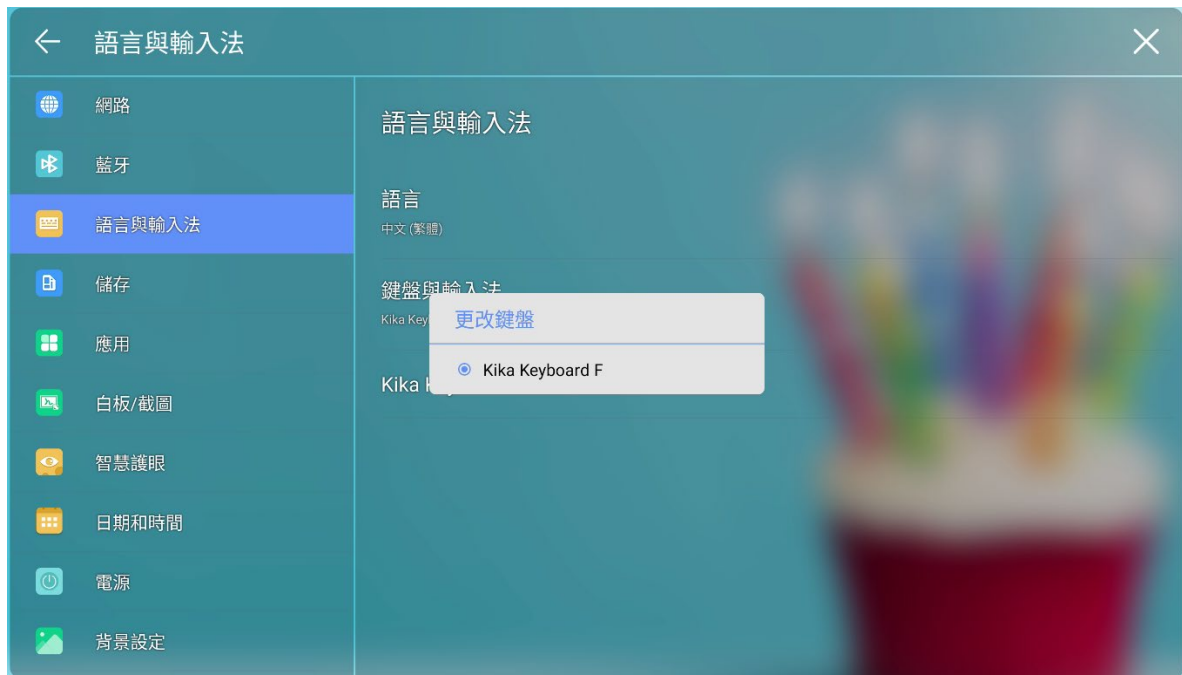 語言與輸入法
網路
藍牙
語言與輸入法
儲存
應用
白板/截圖
智慧護眼
日期和時間
電源
背景設定
語言與輸入法
語言
中文 (繁體)
鍵盤與輸入法
Kika
更改鍵盤
Kika Keyboard F
Kika